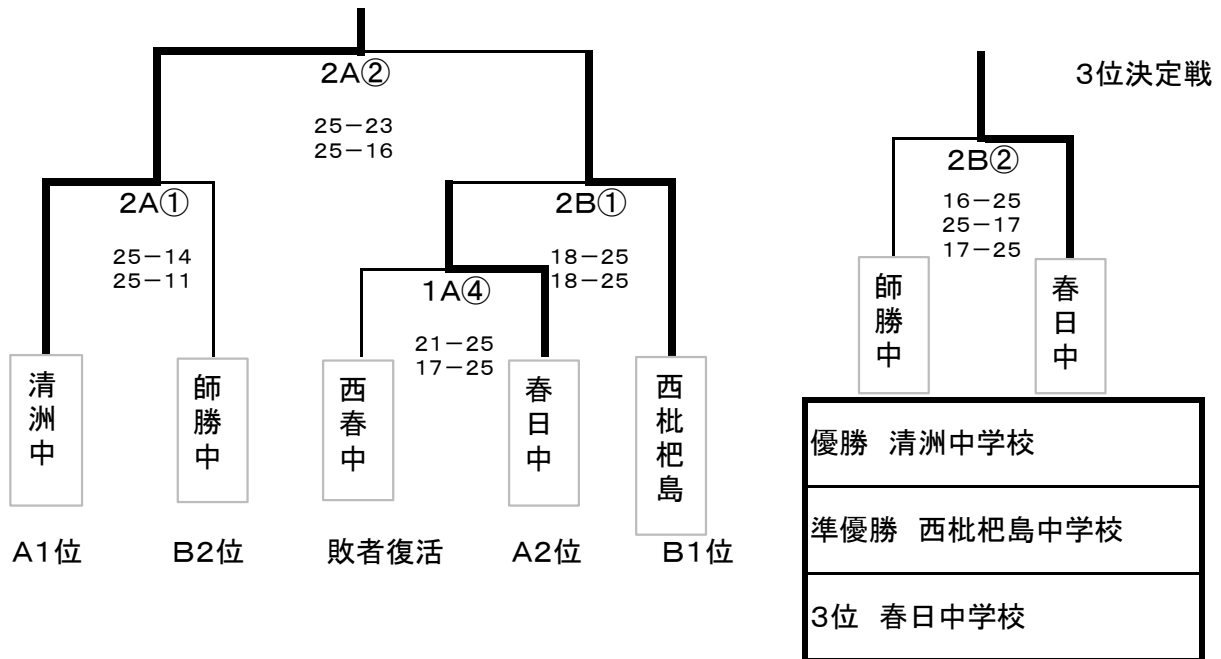 2A②
25－23
25－16
2A①
25－14
25－11
2B①
18－25
18－25
1A④
21－25
17－25
清洲中
師勝中
西春中
春日中
西枇杷島
A1位
B2位
敗者復活
A2位
B1位
3位決定戦
2B②
16－25
25－17
17－25
師勝中
春日中
優勝 清洲中学校
準優勝 西枇杷島中学校
3位 春日中学校